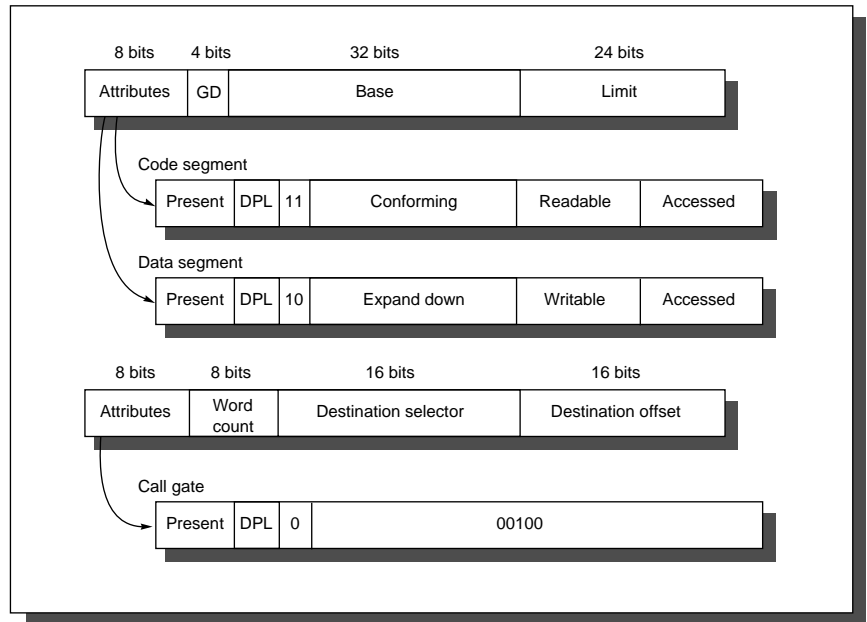 8 bits 4 bits 32 bits 24 bits
Attributes GD Base Limit
Code segment
Present DPL 11 Conforming Readable Accessed
Data segment
Present DPL 10 Expand down Writable Accessed
8 bits 8 bits 16 bits 16 bits
Attributes Word count Destination selector Destination offset
Call gate
Present DPL 0 00100